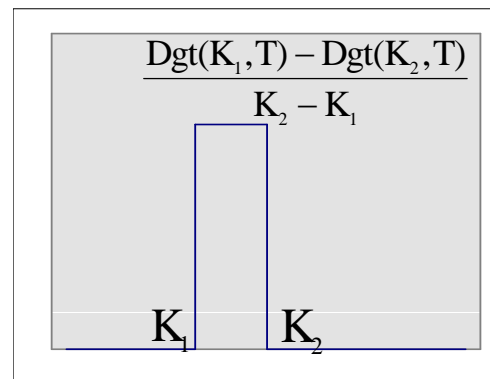 Dgt(K₁,T) − Dgt(K₂,T)
K₂ − K₁
K₁ K₂